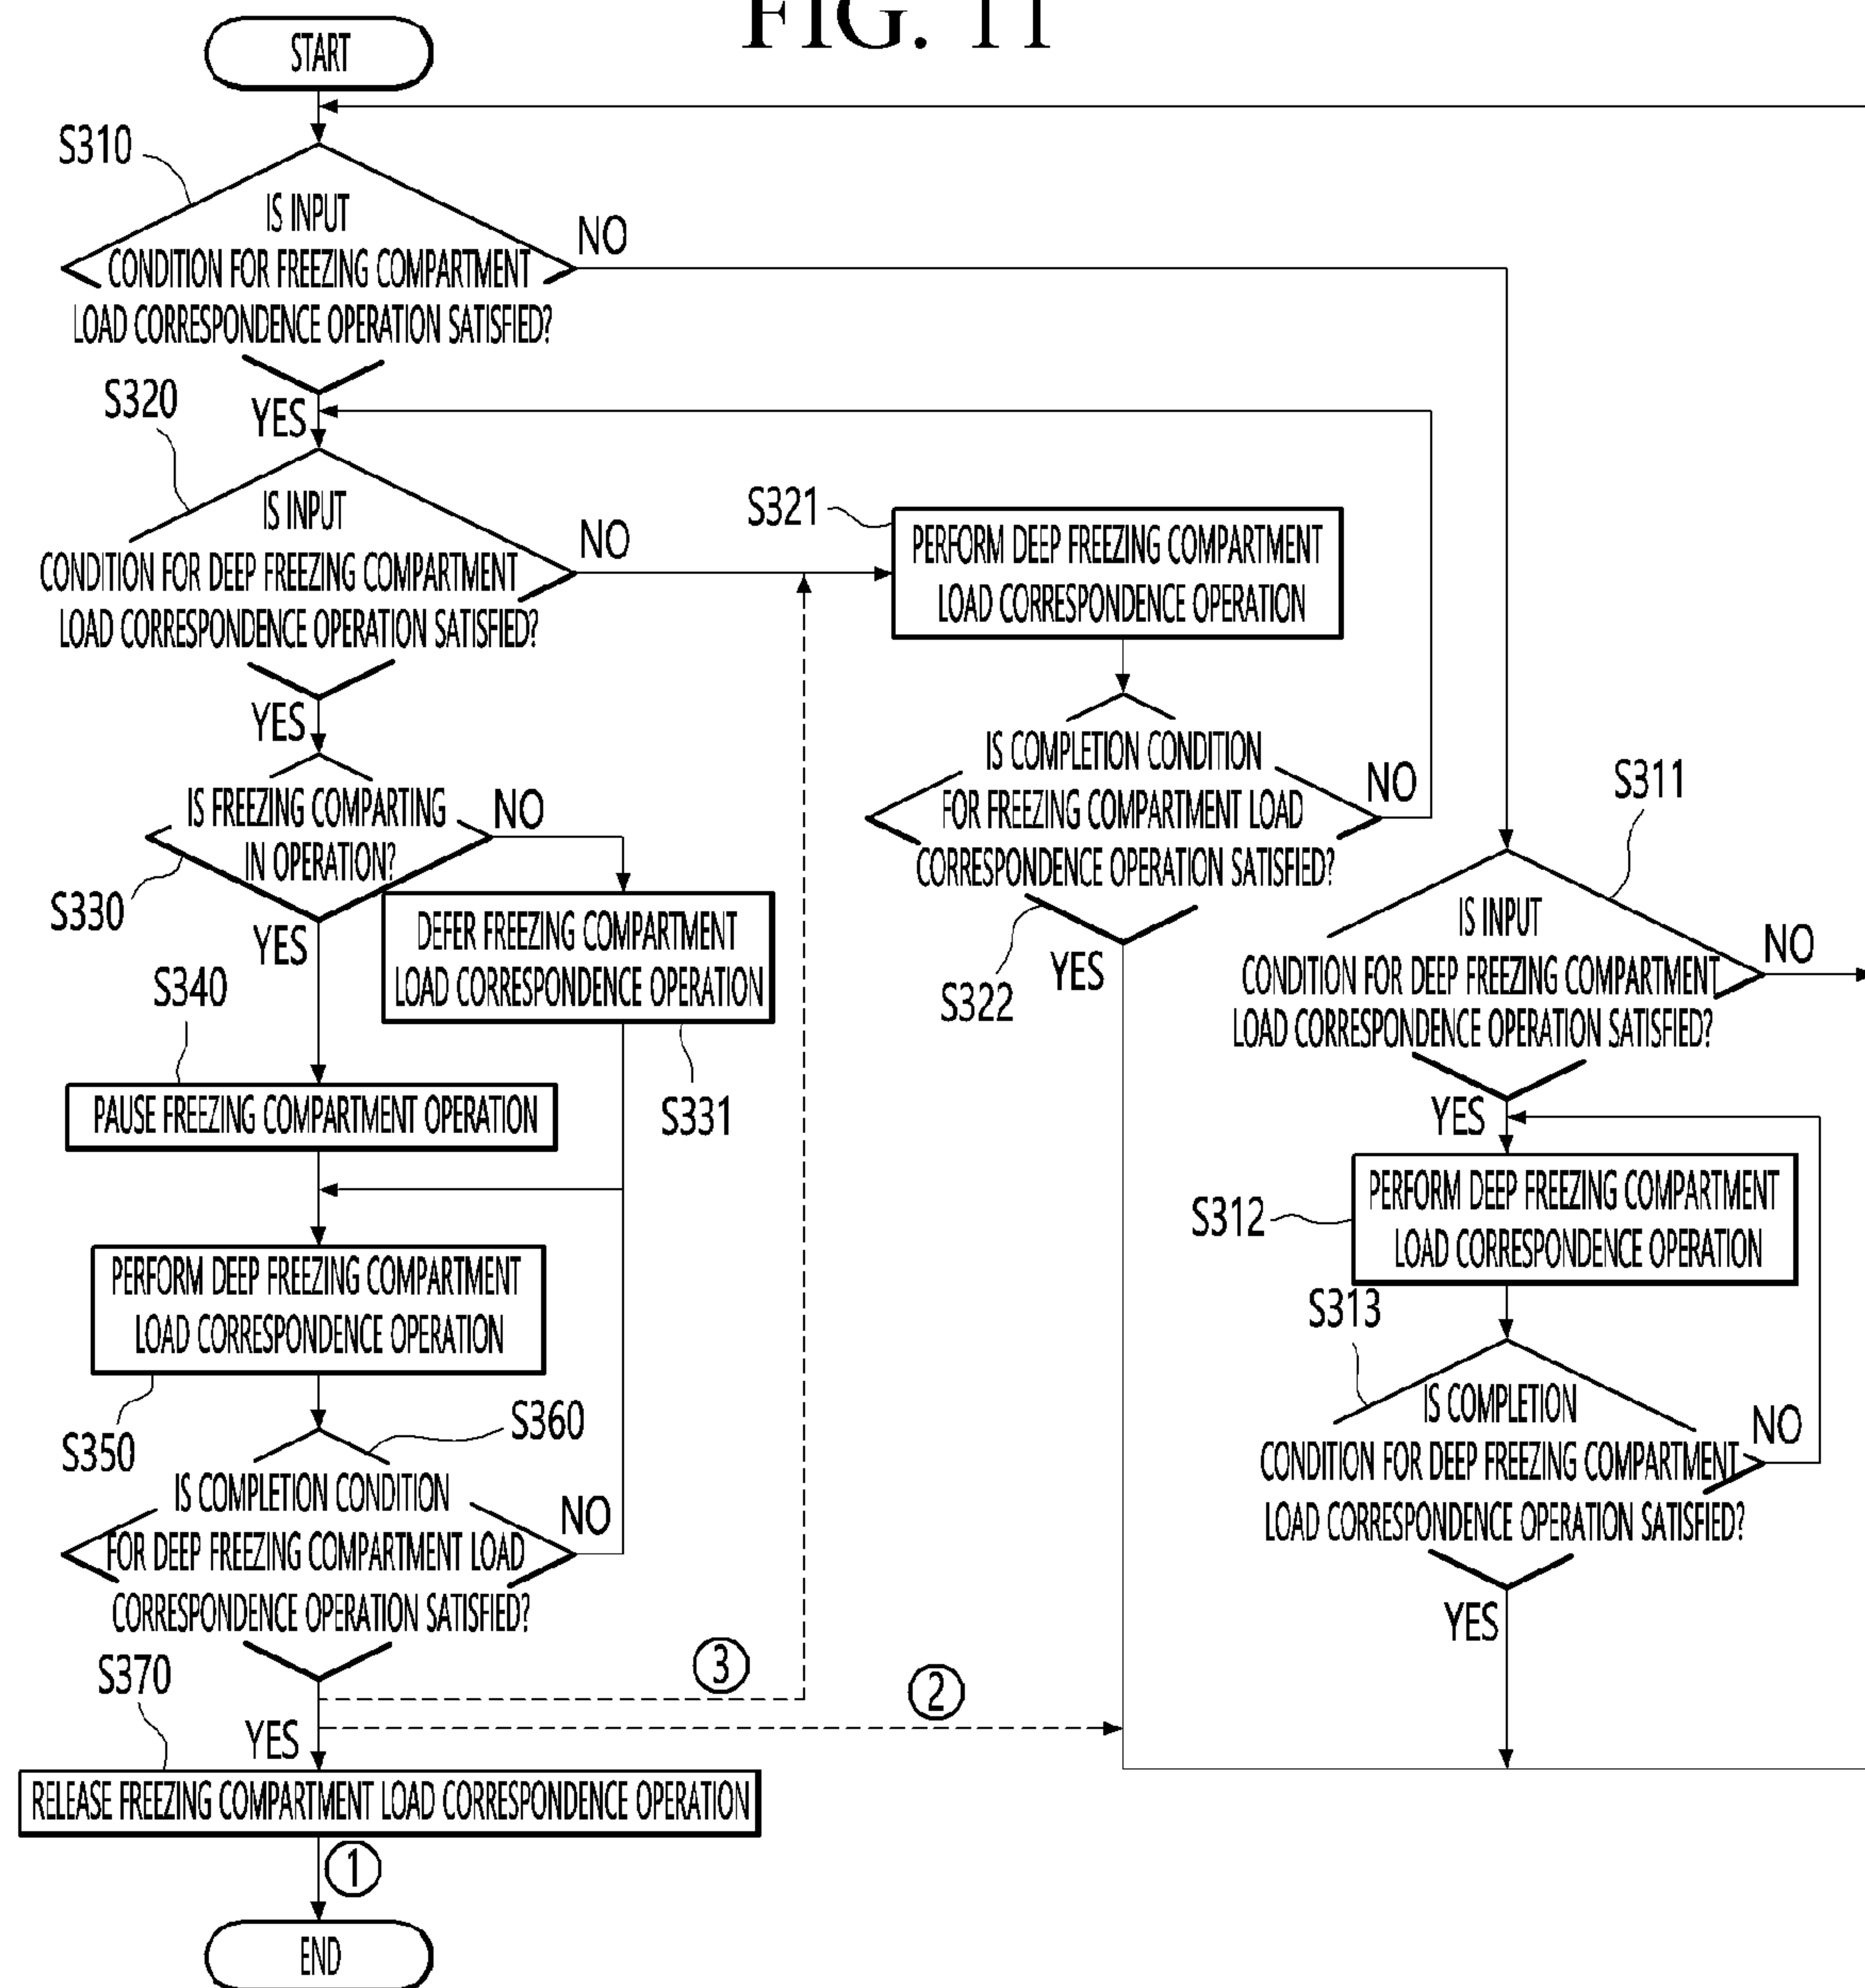 FIG. 11
START
S310
IS INPUT
CONDITION FOR FREEZING COMPARTMENT
LOAD CORRESPONDENCE OPERATION SATISFIED?
NO
YES
S320
IS INPUT
CONDITION FOR DEEP FREEZING COMPARTMENT
LOAD CORRESPONDENCE OPERATION SATISFIED?
NO
YES
S321
PERFORM DEEP FREEZING COMPARTMENT
LOAD CORRESPONDENCE OPERATION
IS COMPLETION CONDITION
FOR FREEZING COMPARTMENT LOAD
CORRESPONDENCE OPERATION SATISFIED?
NO
S322
YES
IS FREEZING COMPARTING
IN OPERATION?
NO
S330
YES
DEFER FREEZING COMPARTMENT
LOAD CORRESPONDENCE OPERATION
S331
S340
PAUSE FREEZING COMPARTMENT OPERATION
PERFORM DEEP FREEZING COMPARTMENT
LOAD CORRESPONDENCE OPERATION
S350
S360
IS COMPLETION CONDITION
FOR DEEP FREEZING COMPARTMENT LOAD
CORRESPONDENCE OPERATION SATISFIED?
NO
YES
③
②
S370
RELEASE FREEZING COMPARTMENT LOAD CORRESPONDENCE OPERATION
①
END
S311
IS INPUT
CONDITION FOR DEEP FREEZING COMPARTMENT
LOAD CORRESPONDENCE OPERATION SATISFIED?
NO
YES
S312
PERFORM DEEP FREEZING COMPARTMENT
LOAD CORRESPONDENCE OPERATION
S313
IS COMPLETION
CONDITION FOR DEEP FREEZING COMPARTMENT
LOAD CORRESPONDENCE OPERATION SATISFIED?
NO
YES